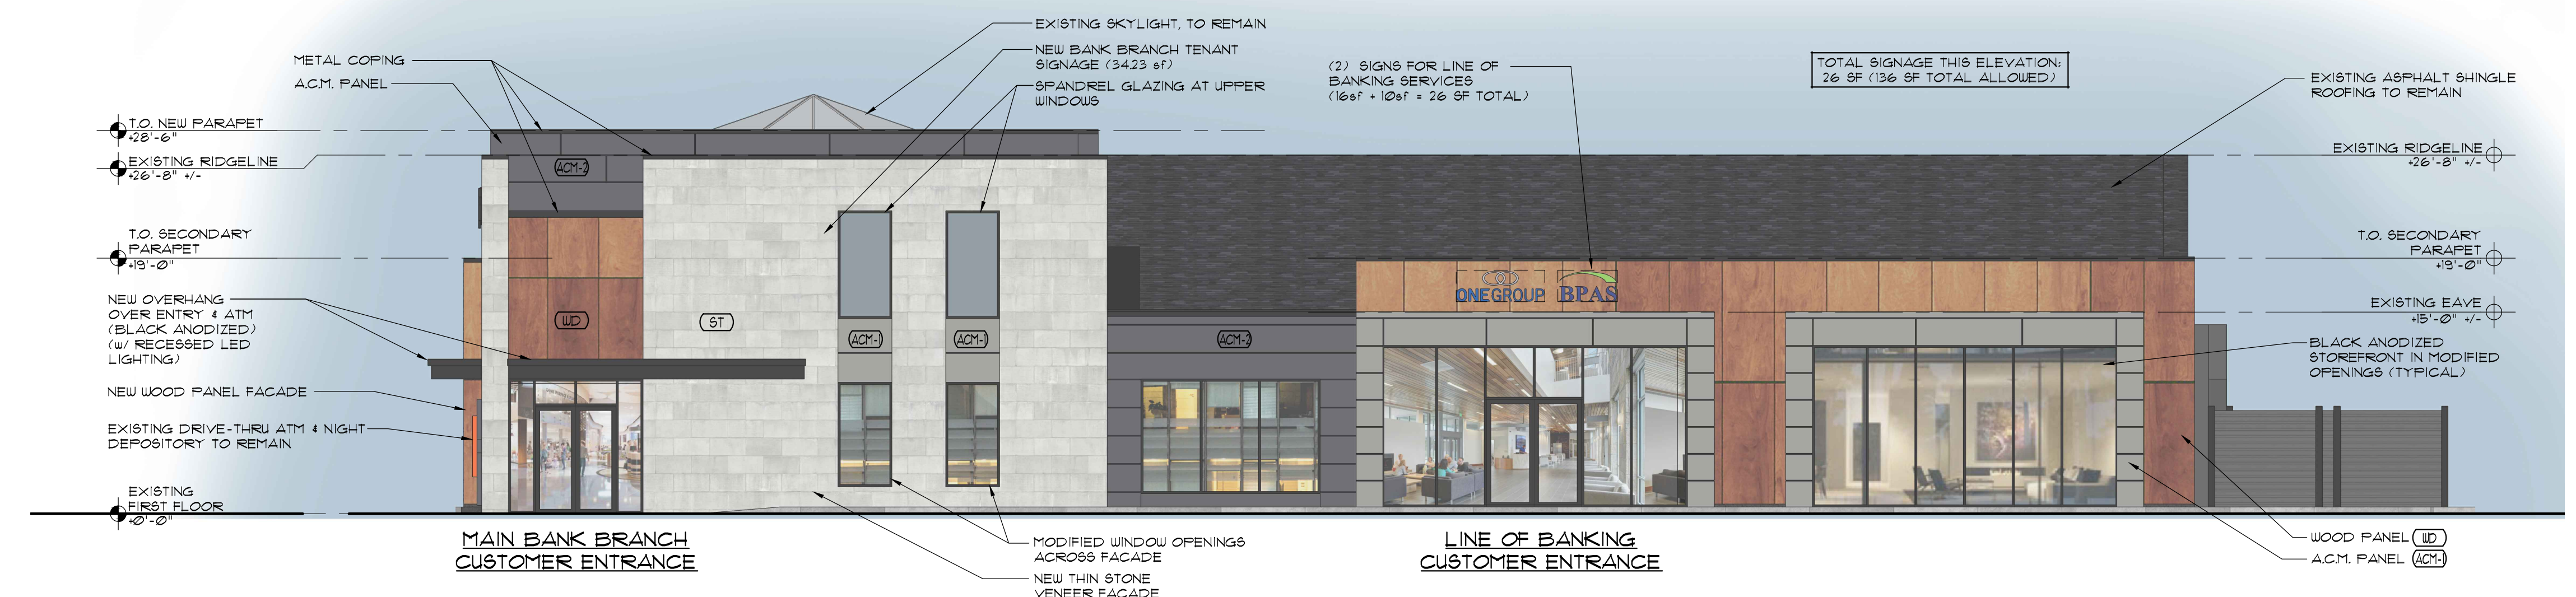 EXISTING SKYLIGHT, TO REMAIN
NEW BANK BRANCH TENANT
SIGNAGE (34.23 sf)
SPANDREL GLAZING AT UPPER
WINDOWS
METAL COPING
A.C.M. PANEL
(2) SIGNS FOR LINE OF
BANKING SERVICES
(16sf + 10sf = 26 SF TOTAL)
TOTAL SIGNAGE THIS ELEVATION:
26 SF (136 SF TOTAL ALLOWED)
EXISTING ASPHALT SHINGLE
ROOFING TO REMAIN
T.O. NEW PARAPET
+28'-6"
EXISTING RIDGELINE
+26'-8" +/-
T.O. SECONDARY
PARAPET
+19'-0"
NEW OVERHANG
OVER ENTRY & ATM
(BLACK ANODIZED)
(w/ RECESSED LED
LIGHTING)
NEW WOOD PANEL FACADE
EXISTING DRIVE-THRU ATM & NIGHT
DEPOSITORY TO REMAIN
EXISTING
FIRST FLOOR
+0'-0"
ACM-2
WD
ST
ACM-1
ACM-1
ACM-2
ONEGROUP
BPAS
EXISTING RIDGELINE
+26'-8" +/-
T.O. SECONDARY
PARAPET
+19'-0"
EXISTING EAVE
+15'-0" +/-
BLACK ANODIZED
STOREFRONT IN MODIFIED
OPENINGS (TYPICAL)
MAIN BANK BRANCH
CUSTOMER ENTRANCE
MODIFIED WINDOW OPENINGS
ACROSS FACADE
NEW THIN STONE
VENEER FACADE
LINE OF BANKING
CUSTOMER ENTRANCE
WOOD PANEL WD
A.C.M. PANEL ACM-1